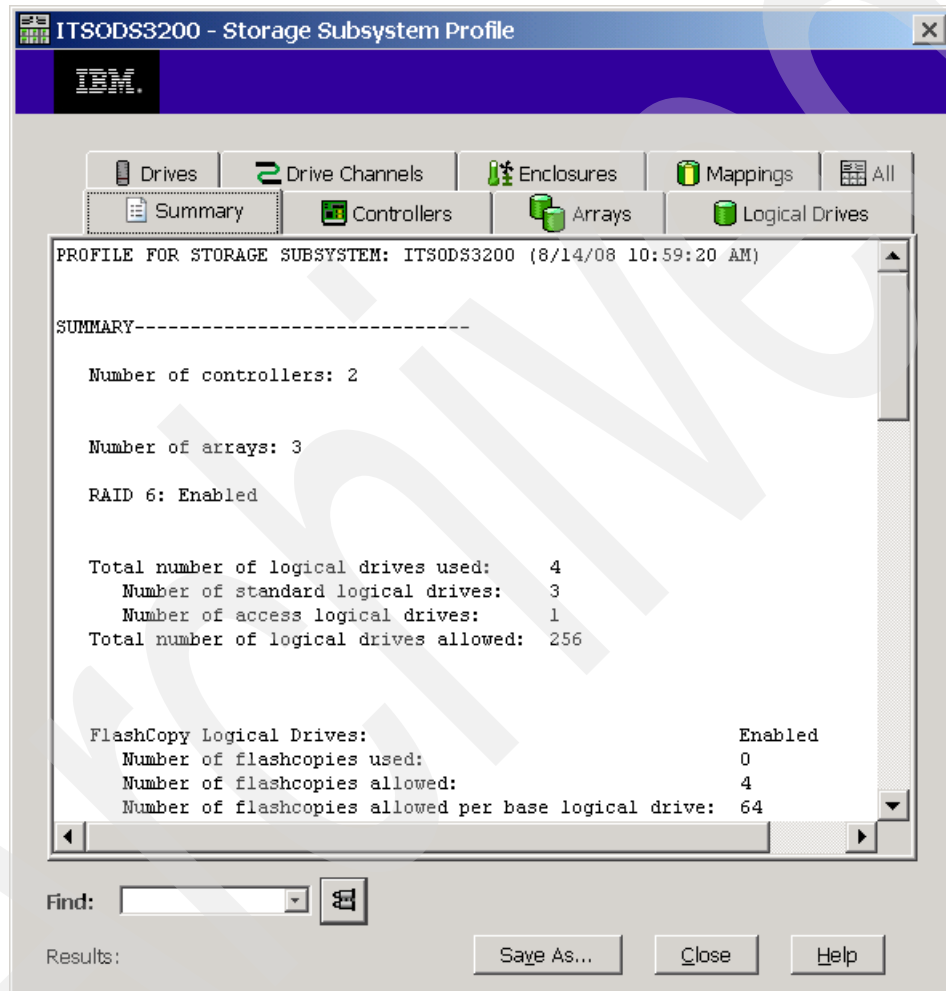 ITSODS3200 - Storage Subsystem Profile
IBM.
Drives Drive Channels Enclosures Mappings All
Summary Controllers Arrays Logical Drives
PROFILE FOR STORAGE SUBSYSTEM: ITSODS3200 (8/14/08 10:59:20 AM)
SUMMARY------------------------------
Number of controllers: 2
Number of arrays: 3
RAID 6: Enabled
Total number of logical drives used: 4
Number of standard logical drives: 3
Number of access logical drives: 1
Total number of logical drives allowed: 256
FlashCopy Logical Drives: Enabled
Number of flashcopies used: 0
Number of flashcopies allowed: 4
Number of flashcopies allowed per base logical drive: 64
Find:
Results:
Save As... Close Help